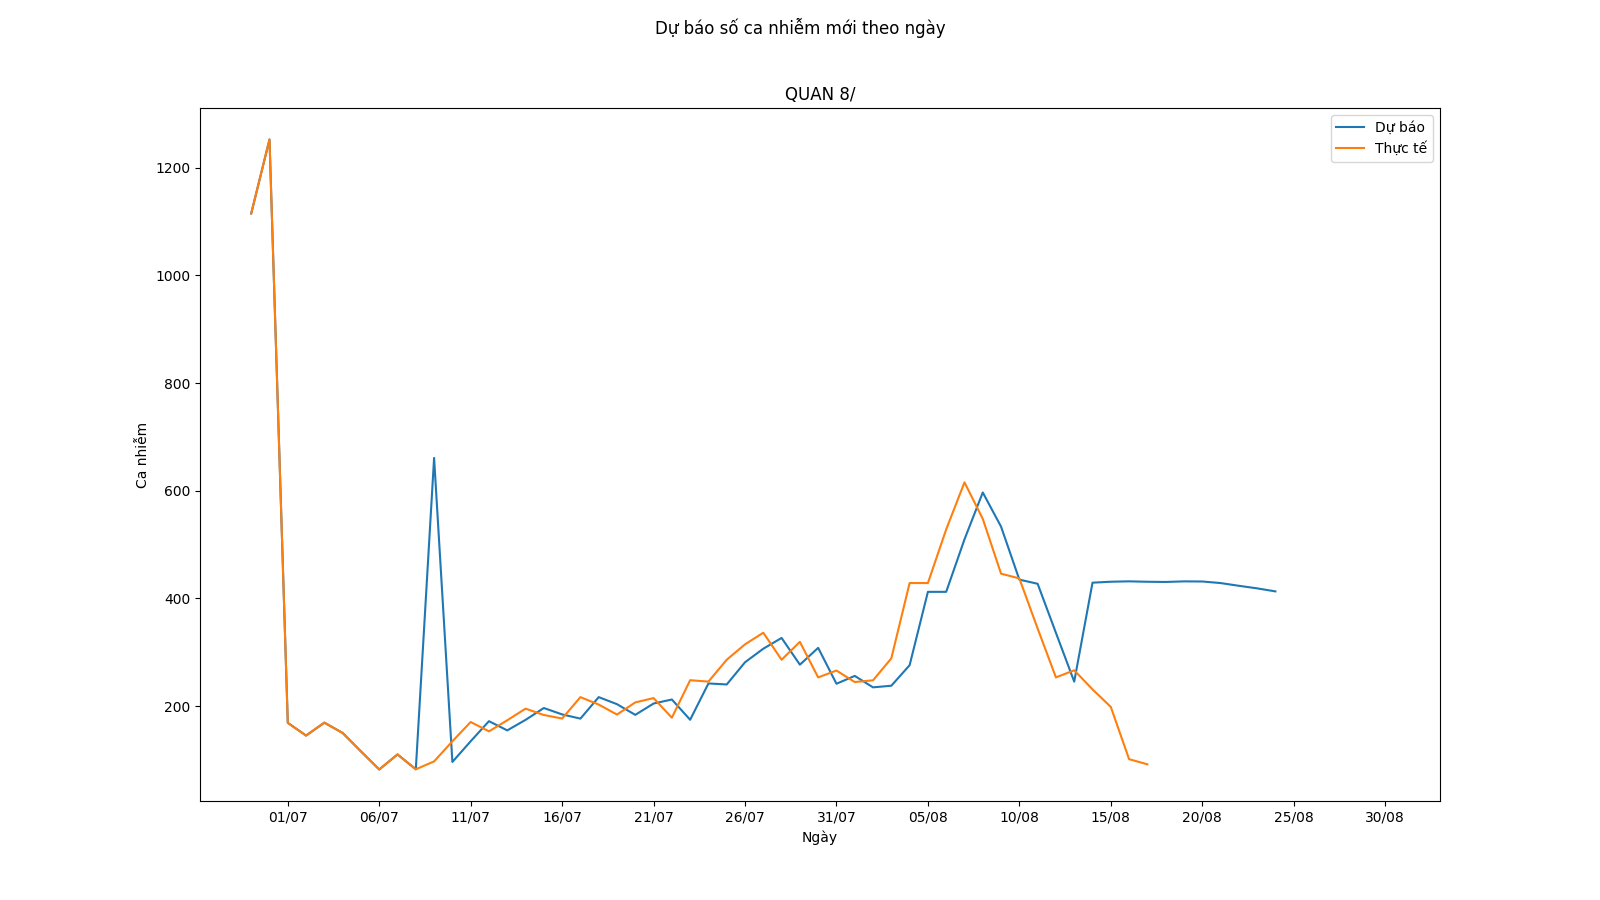 Dự báo số ca nhiễm mới theo ngày
QUAN 8/
Dự báo
Thực tế
1200
1000
800
600
400
200
Ca nhiễm
01/07 06/07 11/07 16/07 21/07 26/07 31/07 05/08 10/08 15/08 20/08 25/08 30/08
Ngày